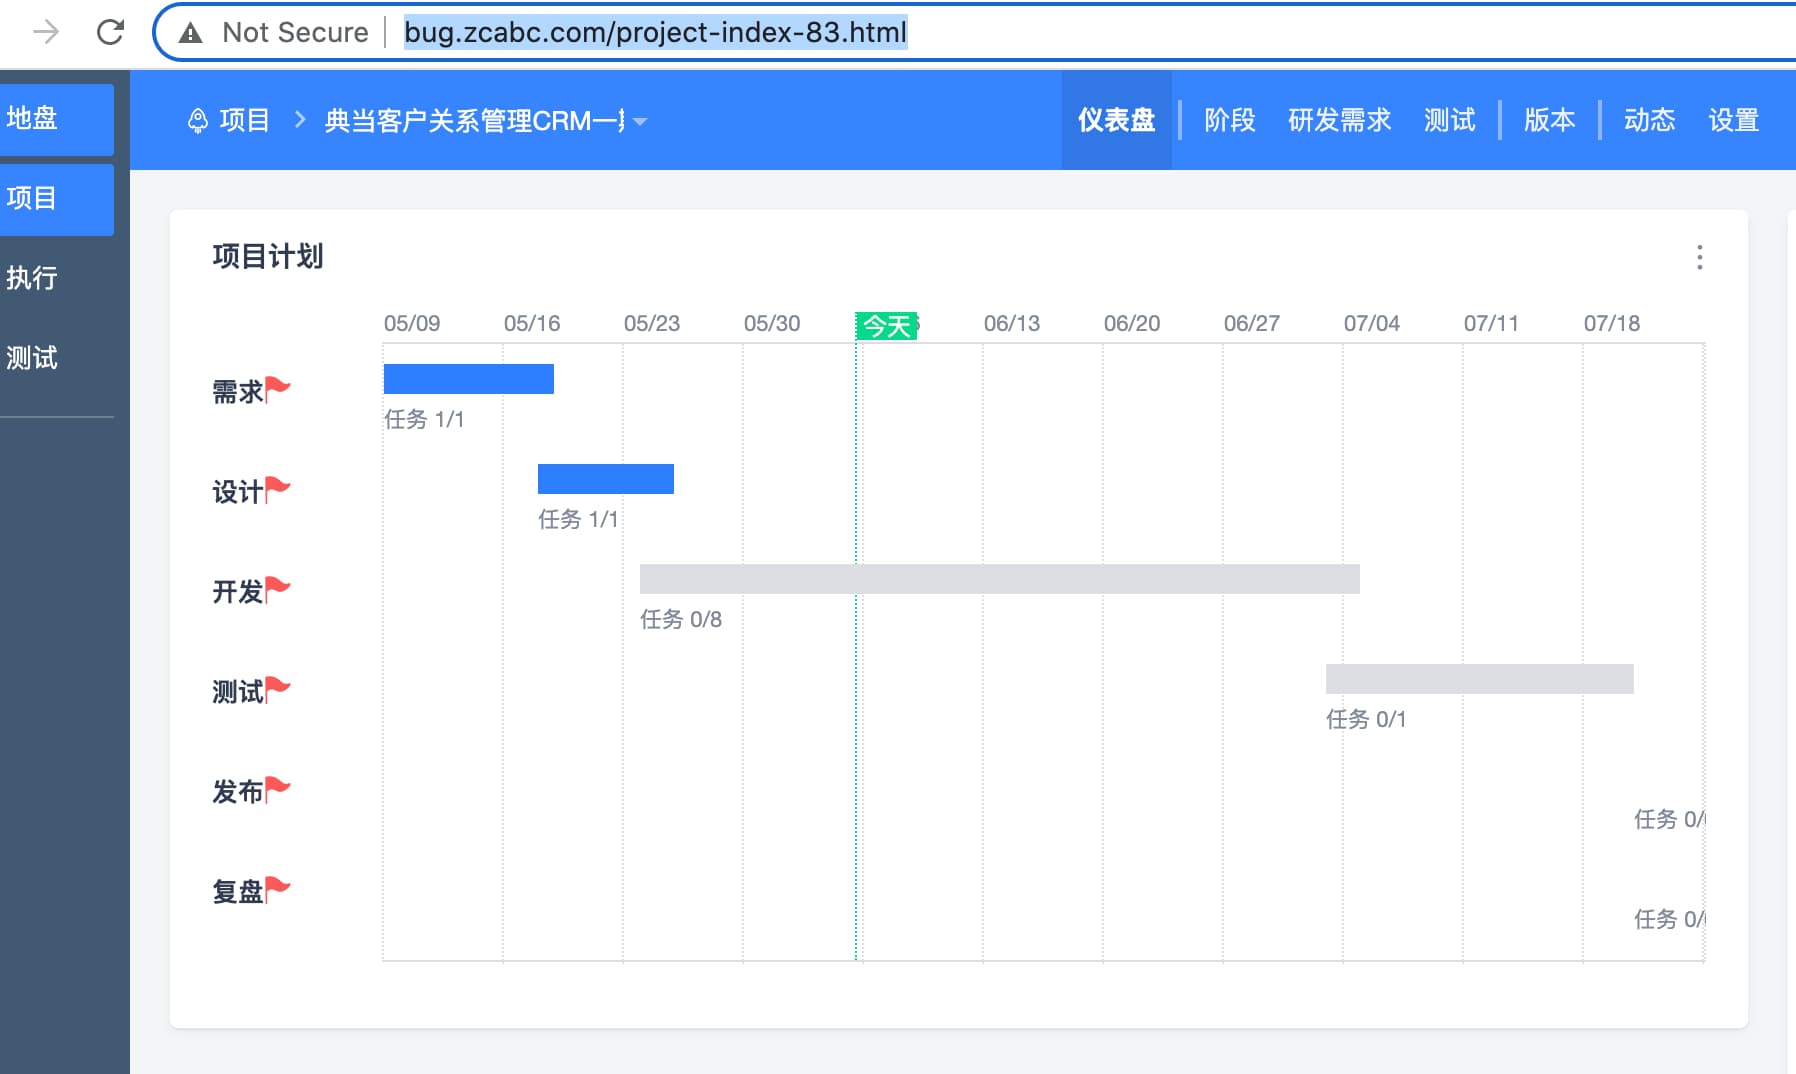 Not Secure bug.zcabc.com/project-index-83.html
地盘
项目
执行
测试
项目 > 典当客户关系管理CRM一
仪表盘 阶段 研发需求 测试 版本 动态 设置
项目计划
05/09 05/16 05/23 05/30 今天 06/13 06/20 06/27 07/04 07/11 07/18
需求
任务 1/1
设计
任务 1/1
开发
任务 0/8
测试
任务 0/1
发布
任务 0/
复盘
任务 0/